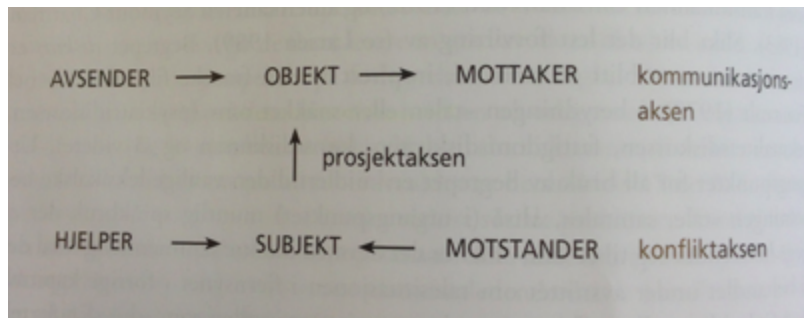 AVSENDER → OBJEKT → MOTTAKER kommunikasjons-
aksen
↑ prosjektaksen
HJELPER → SUBJEKT ← MOTSTANDER konfliktaksen